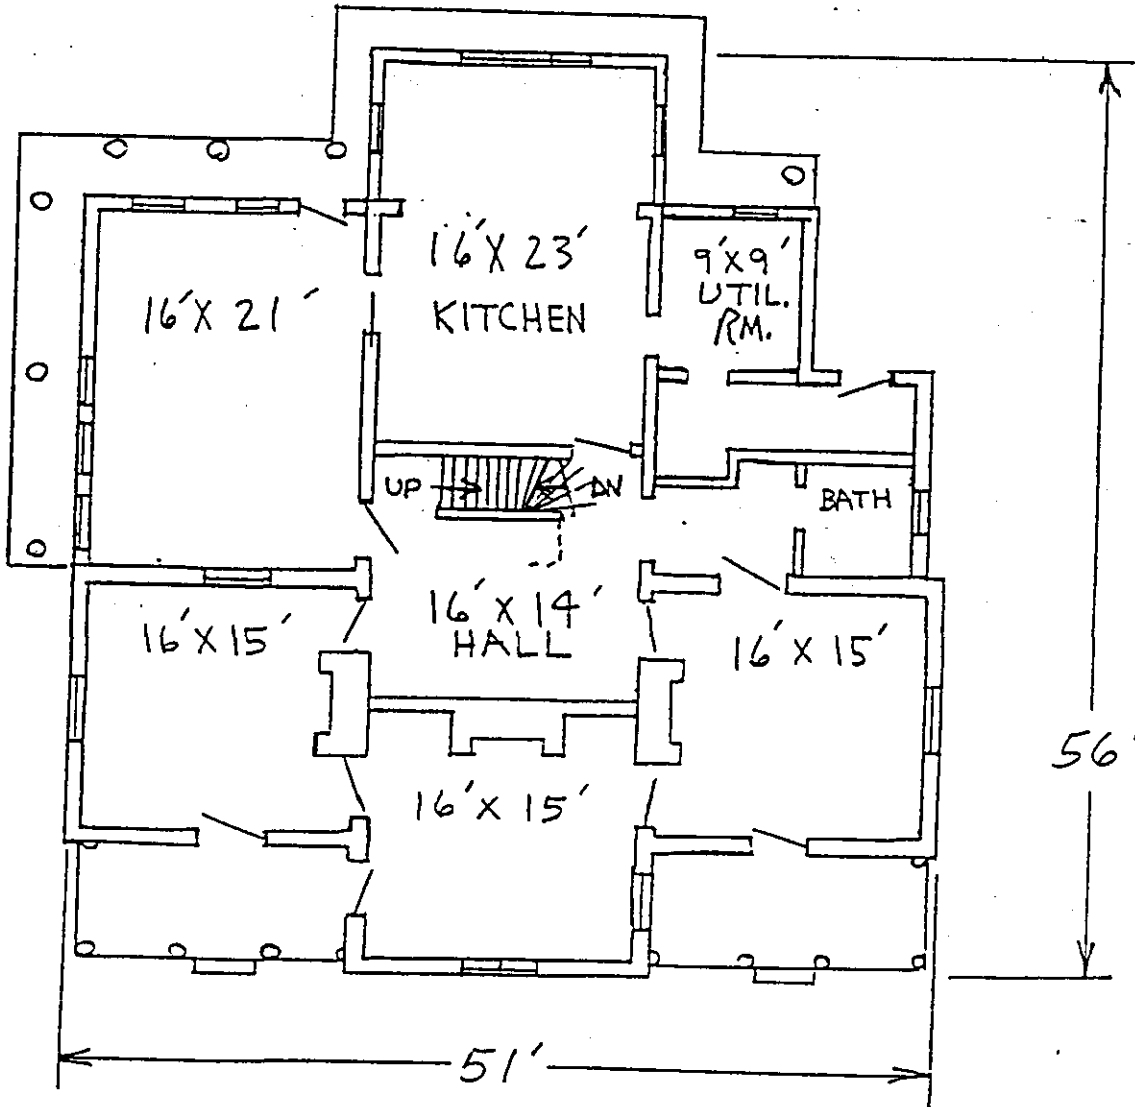 16'X 23'
KITCHEN
9'X9'
UTIL.
RM.
16'X 21'
UP
DN
BATH
16'X 14'
HALL
16'X 15'
16'X 15'
56'
16'X 15'
51'